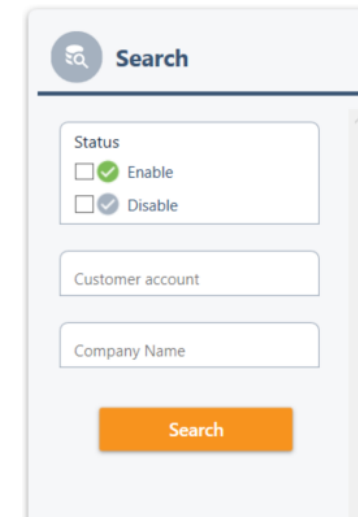 Search
Status
Enable
Disable
Customer account
Company Name
Search